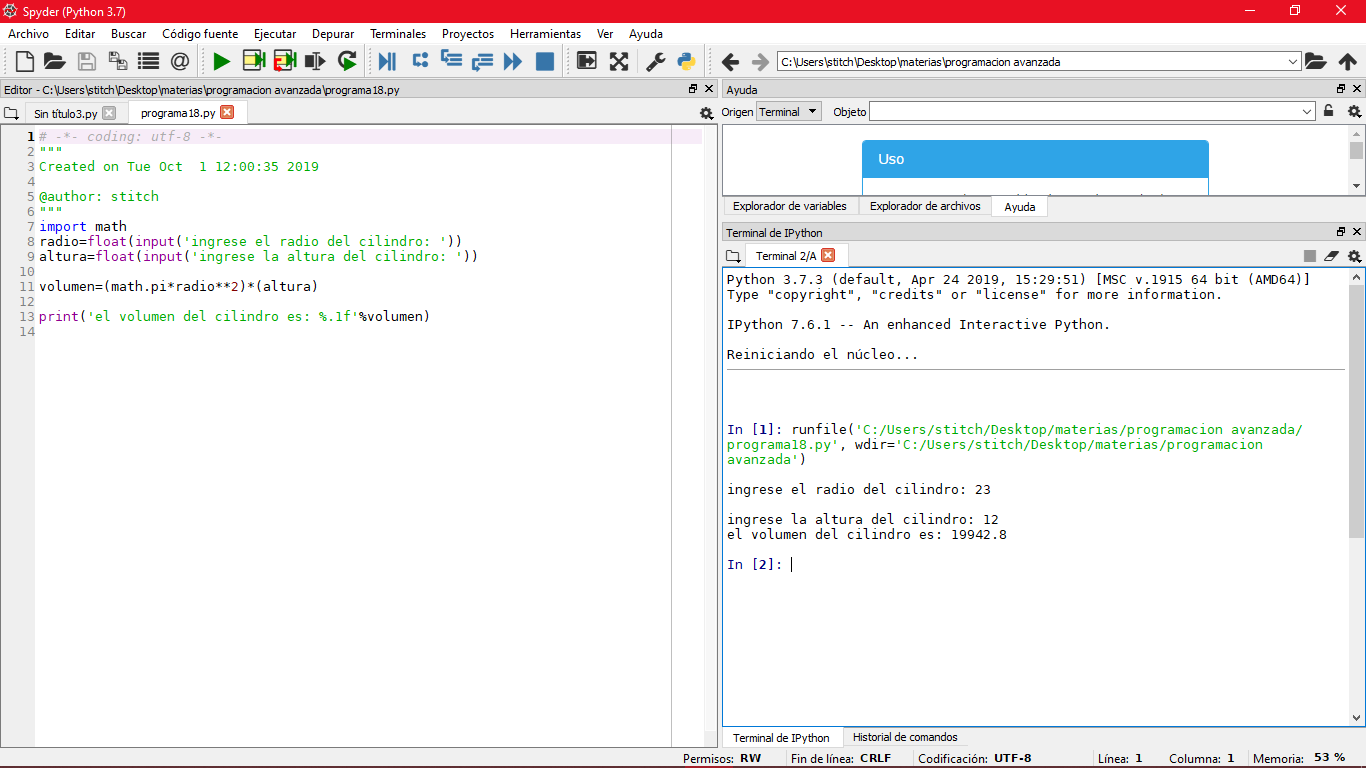 Spyder (Python 3.7)
Archivo Editar Buscar Código fuente Ejecutar Depurar Terminales Proyectos Herramientas Ver Ayuda
C:\Users\stitch\Desktop\materias\programacion avanzada
Editor - C:\Users\stitch\Desktop\materias\programacion avanzada\programa18.py
Sin título3.py programa18.py
1 # -*- coding: utf-8 -*-
2 """
3 Created on Tue Oct  1 12:00:35 2019
4
5 @author: stitch
6 """
7 import math
8 radio=float(input('ingrese el radio del cilindro: '))
9 altura=float(input('ingrese la altura del cilindro: '))
10
11 volumen=(math.pi*radio**2)*(altura)
12
13 print('el volumen del cilindro es: %.1f'%volumen)
14
Ayuda
Origen Terminal Objeto
Uso
Explorador de variables Explorador de archivos Ayuda
Terminal de IPython
Terminal 2/A
Python 3.7.3 (default, Apr 24 2019, 15:29:51) [MSC v.1915 64 bit (AMD64)]
Type "copyright", "credits" or "license" for more information.
IPython 7.6.1 -- An enhanced Interactive Python.
Reiniciando el núcleo...
In [1]: runfile('C:/Users/stitch/Desktop/materias/programacion avanzada/
programa18.py', wdir='C:/Users/stitch/Desktop/materias/programacion
avanzada')
ingrese el radio del cilindro: 23
ingrese la altura del cilindro: 12
el volumen del cilindro es: 19942.8
In [2]:
Terminal de IPython Historial de comandos
Permisos: RW Fin de línea: CRLF Codificación: UTF-8 Línea: 1 Columna: 1 Memoria: 53 %